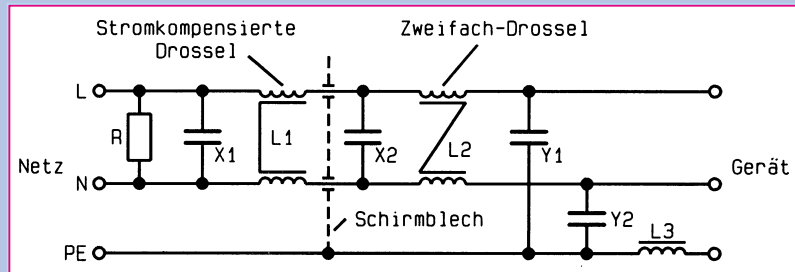 Stromkompensierte
Drossel
Zweifach-Drossel
L
R
X1
L1
X2
L2
Y1
Netz
N
Gerät
Schirmblech
Y2
L3
PE